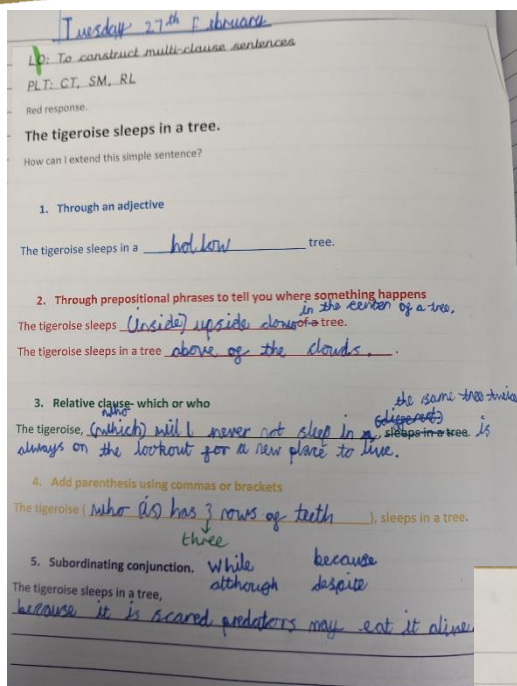 Tuesday 27th February
LO: To construct multi-clause sentences
PLT: CT, SM, RL
Red response.
The tigeroise sleeps in a tree.
How can I extend this simple sentence?
1. Through an adjective
The tigeroise sleeps in a hollow tree.
2. Through prepositional phrases to tell you where something happens
in the center of a tree,
The tigeroise sleeps (inside) upside down of a tree.
The tigeroise sleeps in a tree above of the clouds.
3. Relative clause- which or who
the same tree twice
who (different)
The tigeroise, (which) will never not sleep in a, sleeps in a tree. is
always on the lookout for a new place to live.
4. Add parenthesis using commas or brackets
The tigeroise (who as) has 3 rows of teeth ), sleeps in a tree.
three
5. Subordinating conjunction. While because
although despite
The tigeroise sleeps in a tree,
because it is scared predators may eat it alive.